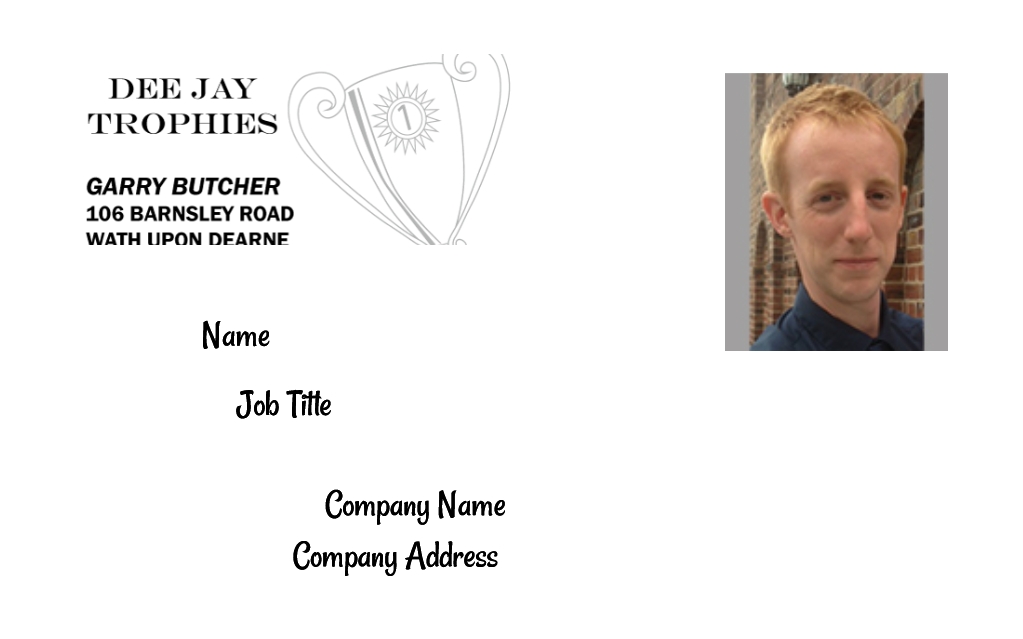 DEE JAY
TROPHIES
1
GARRY BUTCHER
106 BARNSLEY ROAD
WATH UPON DEARNE
Name
Job Title
Company Name
Company Address